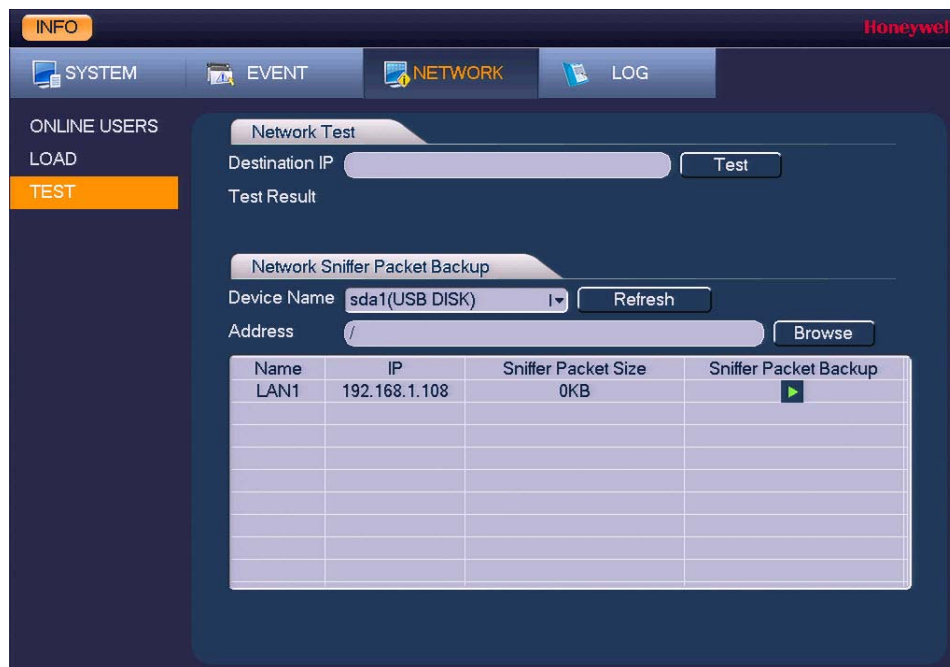 INFO Honeywell
SYSTEM EVENT NETWORK LOG
ONLINE USERS
LOAD
TEST
Network Test
Destination IP Test
Test Result
Network Sniffer Packet Backup
Device Name sda1(USB DISK) Refresh
Address / Browse
Name IP Sniffer Packet Size Sniffer Packet Backup
LAN1 192.168.1.108 0KB